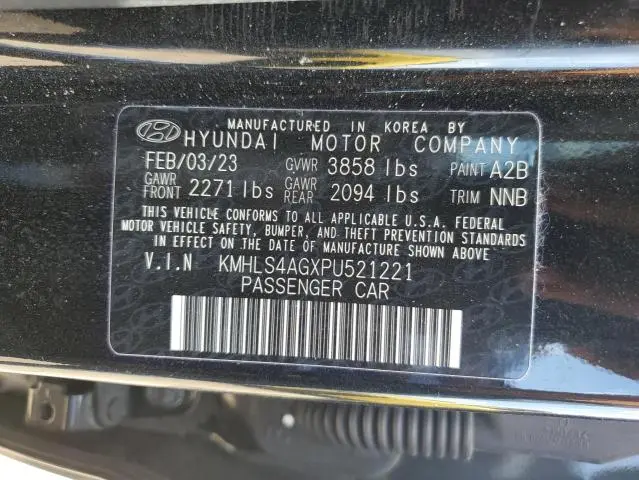 MANUFACTURED IN KOREA BY
HYUNDAI MOTOR COMPANY
FEB/03/23 GVWR 3858 lbs PAINT A2B
GAWR FRONT 2271 lbs GAWR REAR 2094 lbs TRIM NNB
THIS VEHICLE CONFORMS TO ALL APPLICABLE U.S.A. FEDERAL
MOTOR VEHICLE SAFETY, BUMPER, AND THEFT PREVENTION STANDARDS
IN EFFECT ON THE DATE OF MANUFACTURE SHOWN ABOVE.
V.I.N KMHLS4AGXPU521221
PASSENGER CAR